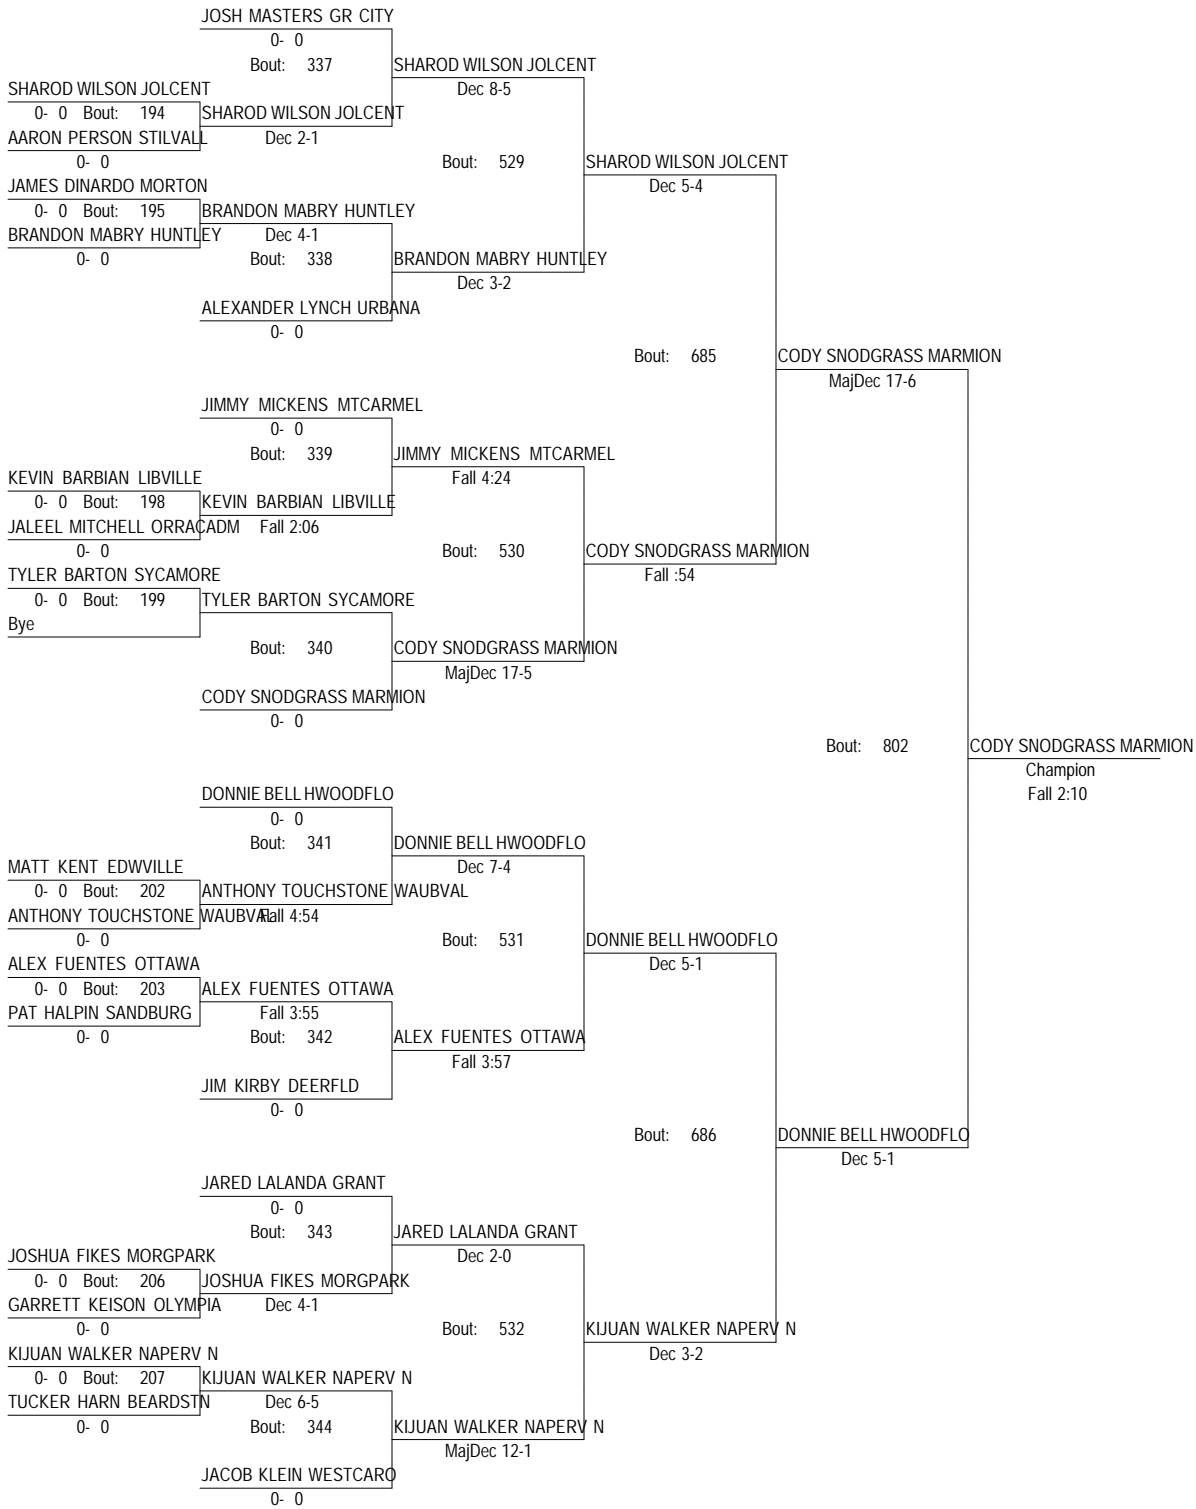 JOSH MASTERS GR CITY
0- 0
Bout: 337 SHAROD WILSON JOLCENT
SHAROD WILSON JOLCENT Dec 8-5
0- 0 Bout: 194 SHAROD WILSON JOLCENT
AARON PERSON STILVALL Dec 2-1
0- 0 Bout: 529 SHAROD WILSON JOLCENT
JAMES DINARDO MORTON Dec 5-4
0- 0 Bout: 195 BRANDON MABRY HUNTLEY
BRANDON MABRY HUNTLEY Dec 4-1
0- 0 Bout: 338 BRANDON MABRY HUNTLEY
Dec 3-2
ALEXANDER LYNCH URBANA
0- 0
Bout: 685 CODY SNODGRASS MARMION
MajDec 17-6
JIMMY MICKENS MTCARMEL
0- 0
Bout: 339 JIMMY MICKENS MTCARMEL
KEVIN BARBIAN LIBVILLE Fall 4:24
0- 0 Bout: 198 KEVIN BARBIAN LIBVILLE
JALEEL MITCHELL ORRACADM Fall 2:06
0- 0 Bout: 530 CODY SNODGRASS MARMION
TYLER BARTON SYCAMORE Fall :54
0- 0 Bout: 199 TYLER BARTON SYCAMORE
Bye
Bout: 340 CODY SNODGRASS MARMION
MajDec 17-5
CODY SNODGRASS MARMION
0- 0
Bout: 802 CODY SNODGRASS MARMION
Champion
Fall 2:10
DONNIE BELL HWOODFLO
0- 0
Bout: 341 DONNIE BELL HWOODFLO
MATT KENT EDWVILLE Dec 7-4
0- 0 Bout: 202 ANTHONY TOUCHSTONE WAUBVAL
ANTHONY TOUCHSTONE WAUBVAL Fall 4:54
0- 0 Bout: 531 DONNIE BELL HWOODFLO
ALEX FUENTES OTTAWA Dec 5-1
0- 0 Bout: 203 ALEX FUENTES OTTAWA
PAT HALPIN SANDBURG Fall 3:55
0- 0 Bout: 342 ALEX FUENTES OTTAWA
Fall 3:57
JIM KIRBY DEERFLD
0- 0
Bout: 686 DONNIE BELL HWOODFLO
Dec 5-1
JARED LALANDA GRANT
0- 0
Bout: 343 JARED LALANDA GRANT
JOSHUA FIKES MORGPARK Dec 2-0
0- 0 Bout: 206 JOSHUA FIKES MORGPARK
GARRETT KEISON OLYMPIA Dec 4-1
0- 0 Bout: 532 KIJUAN WALKER NAPERV N
KIJUAN WALKER NAPERV N Dec 3-2
0- 0 Bout: 207 KIJUAN WALKER NAPERV N
TUCKER HARN BEARDSTN Dec 6-5
0- 0 Bout: 344 KIJUAN WALKER NAPERV N
MajDec 12-1
JACOB KLEIN WESTCARO
0- 0